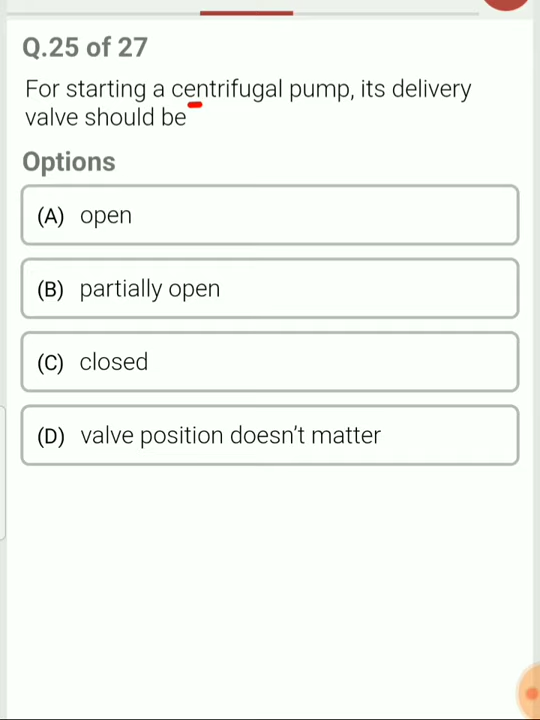 Q.25 of 27
For starting a centrifugal pump, its delivery
valve should be
Options
(A) open
(B) partially open
(C) closed
(D) valve position doesn't matter